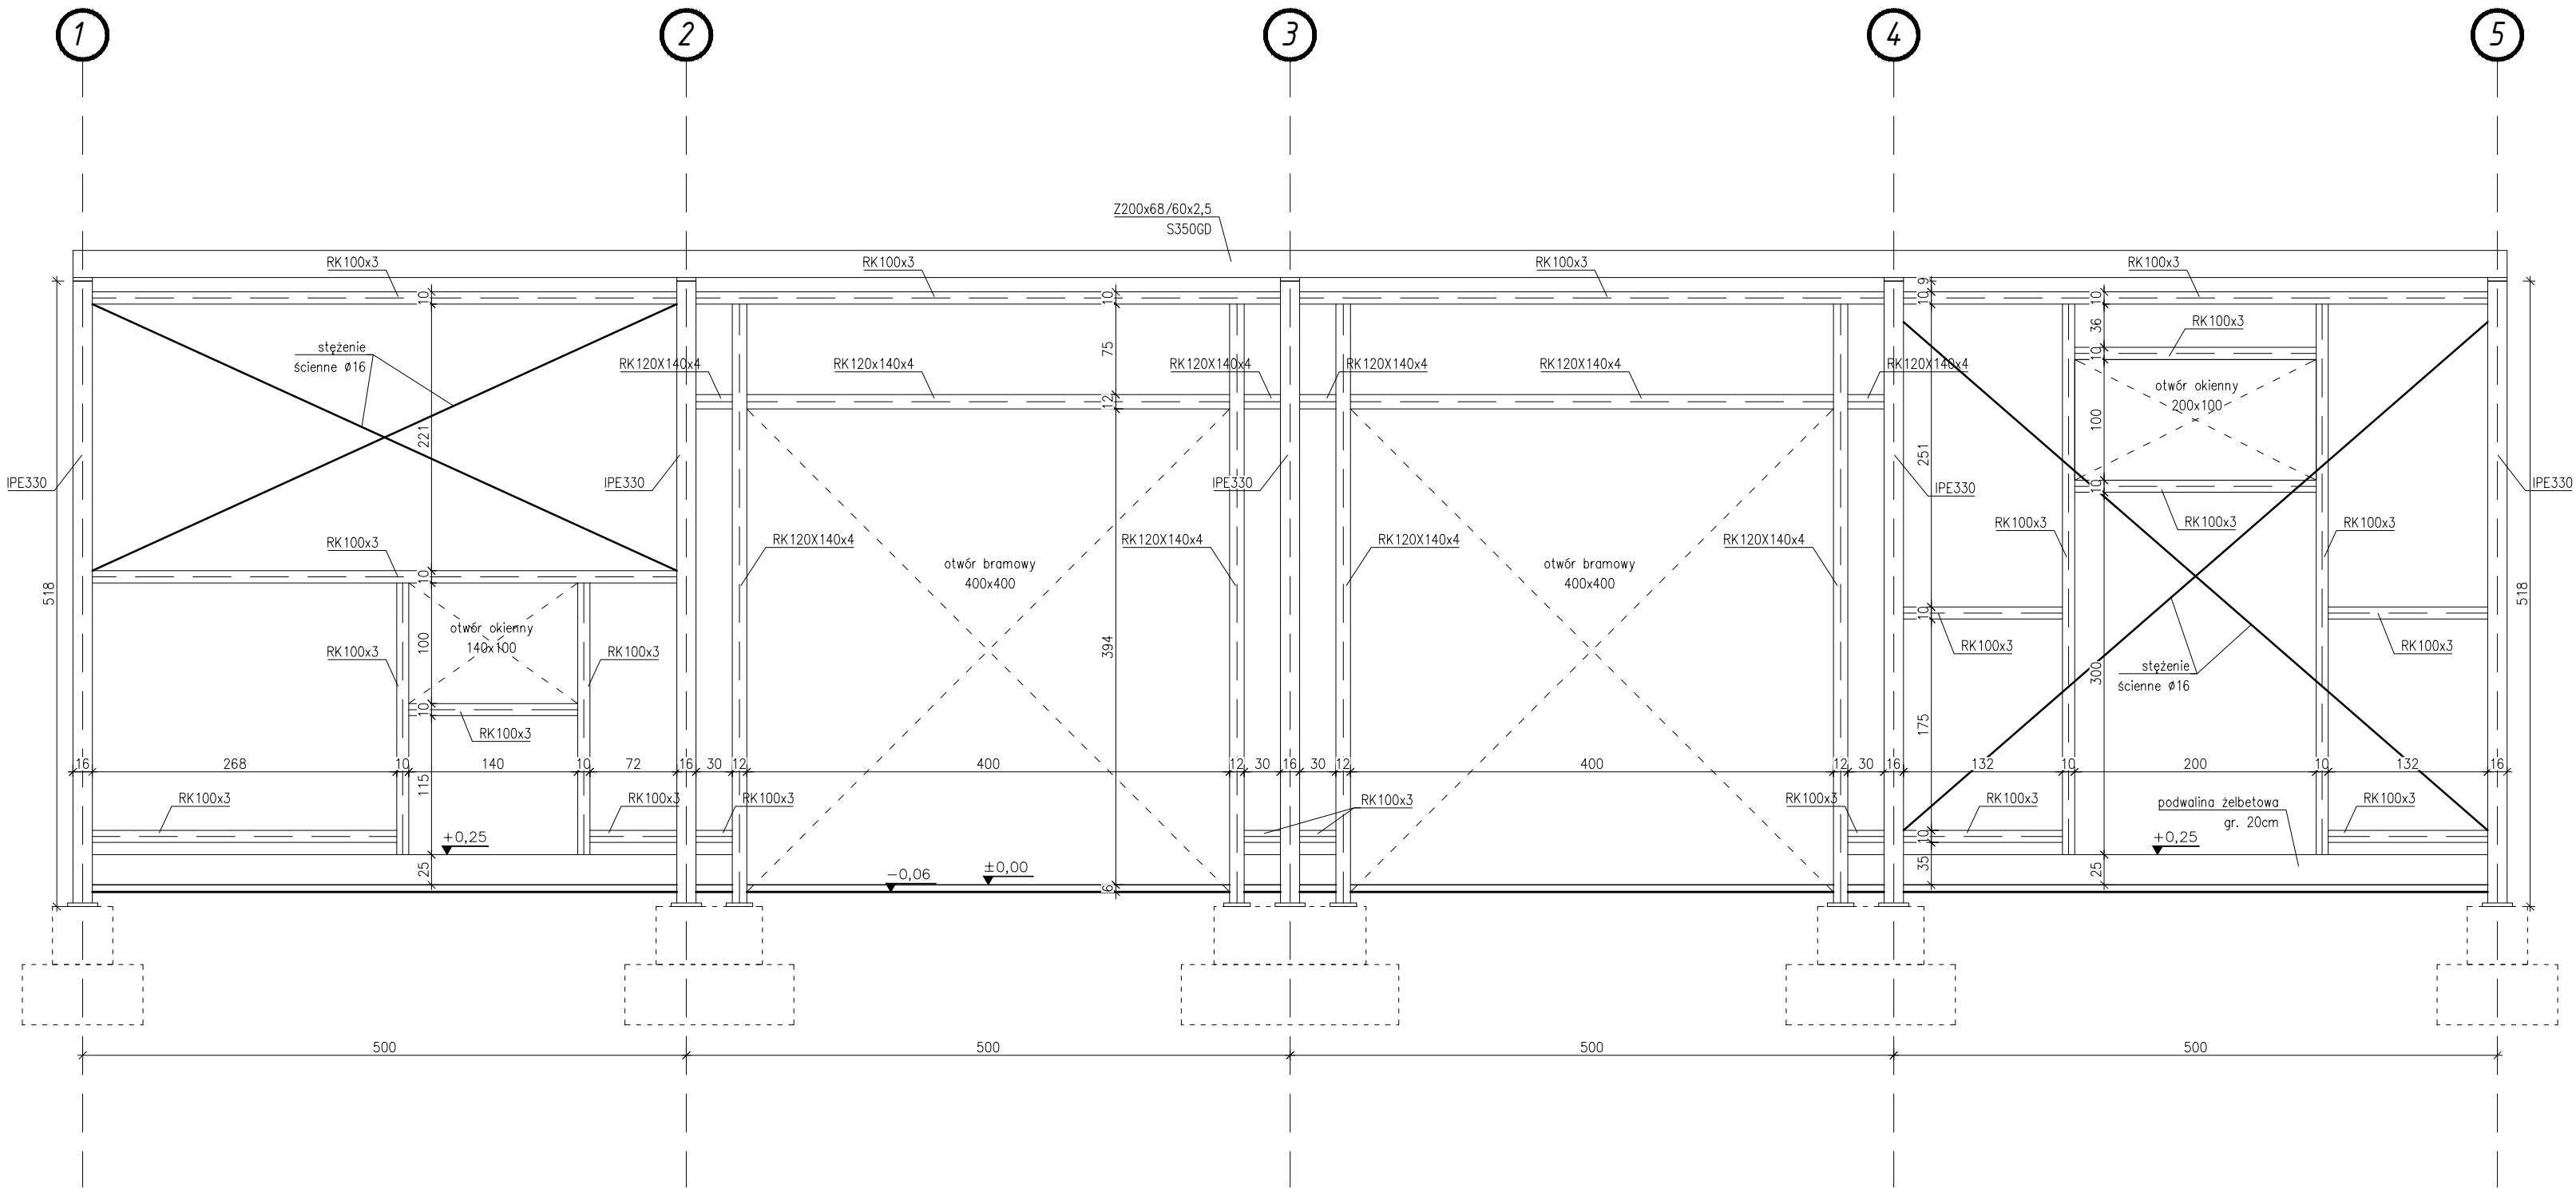 1 2 3 4 5
Z200x68/60x2,5
S350GD
RK100x3 RK100x3 RK100x3 RK100x3
10 10 9 10 10
36 RK100x3
stężenie
ścienne ø16
75 10
RK120X140x4 RK120x140x4 RK120X140x4 RK120X140x4 RK120X140x4 RK120X140x4
otwór okienny
200x100
12 100
221 251
IPE330 IPE330 IPE330 IPE330 IPE330
10
RK100x3 RK100x3 RK100x3
RK100x3 RK120X140x4 RK120X140x4 RK120X140x4 RK120X140x4
otwór bramowy
400x400
otwór bramowy
400x400
10
518 518
10
otwór okienny
140x100
100 394
RK100x3 RK100x3 RK100x3 RK100x3
300
stężenie
ścienne ø16
10
RK100x3
175
16 268 10 140 10 72 16 30 12 400 12 30 16 30 12 400 12 30 16 132 10 200 10 132 16
115
RK100x3 RK100x3 RK100x3 RK100x3 RK100x3 RK100x3 RK100x3
podwalina żelbetowa
gr. 20cm
+0,25 10 +0,25
25 -0,06 ±0,00 6 35 25
500 500 500 500